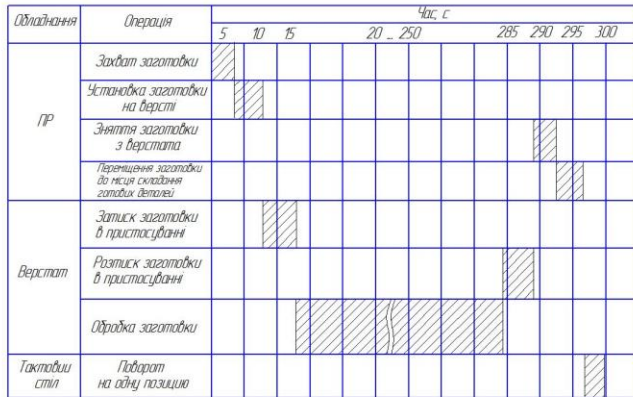 Обладнання
Операція
Час, с
5 10 15 20 ... 250 285 290 295 300
ПР
Захват заготовки
Установка заготовки
на версті
Зняття заготовки
з верстата
Переміщення заготовки
до місця складання
готових деталей
Верстат
Затиск заготовки
в пристосуванні
Розтиск заготовки
в пристосуванні
Обробка заготовки
Тактовий
стіл
Поворот
на одну позицию